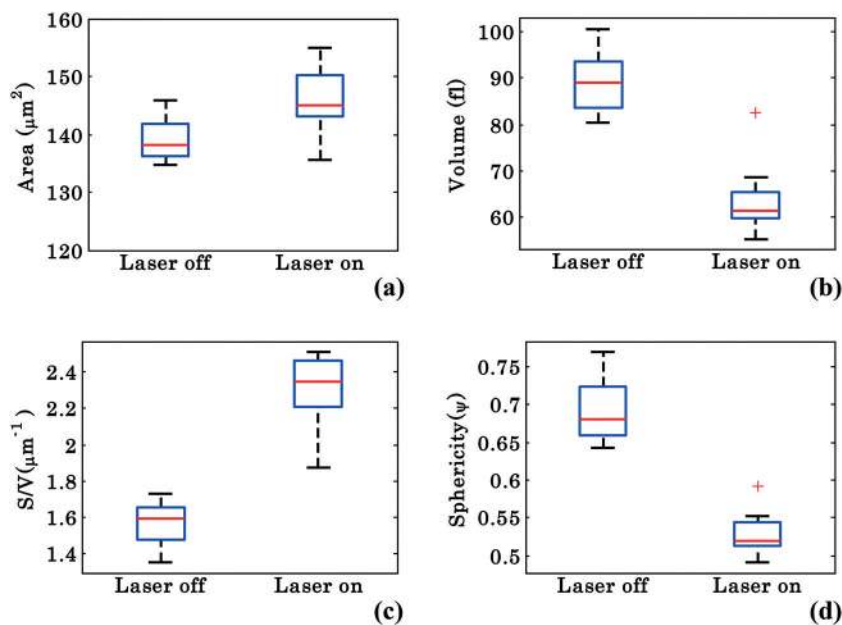 160
150
140
130
120
Area (μm²)
Laser off Laser on
(a)
100
90
80
70
60
Volume (fl)
Laser off Laser on
(b)
2.4
2.2
2
1.8
1.6
1.4
S/V(μm⁻¹)
Laser off Laser on
(c)
0.75
0.7
0.65
0.6
0.55
0.5
Sphericity(ψ)
Laser off Laser on
(d)